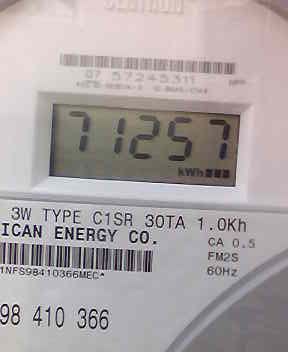 CENTRON
07 57245311
71257
kWh
3W TYPE C1SR 30TA 1.0Kh
ICAN ENERGY CO.
CA 0.5
FM2S
60Hz
1NFS98410366MEC*
98 410 366